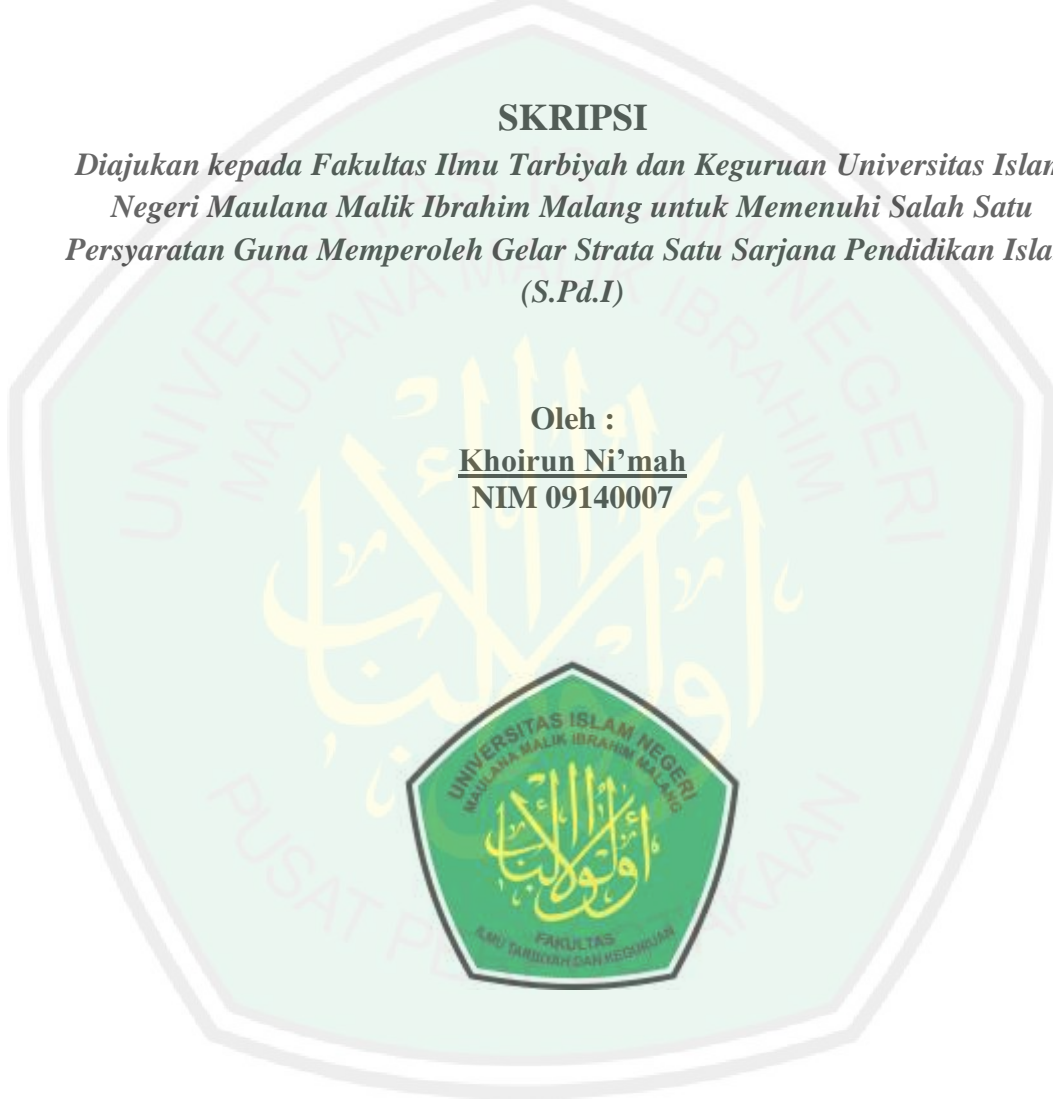 SKRIPSI
Diajukan kepada Fakultas Ilmu Tarbiyah dan Keguruan Universitas Islam
Negeri Maulana Malik Ibrahim Malang untuk Memenuhi Salah Satu
Persyaratan Guna Memperoleh Gelar Strata Satu Sarjana Pendidikan Isla
(S.Pd.I)
Oleh :
Khoirun Ni’mah
NIM 09140007
UNIVERSITAS ISLAM NEGERI
MAULANA MALIK IBRAHIM MALANG
أولوا الألباب
FAKULTAS
ILMU TARBIYAH DAN KEGURUAN